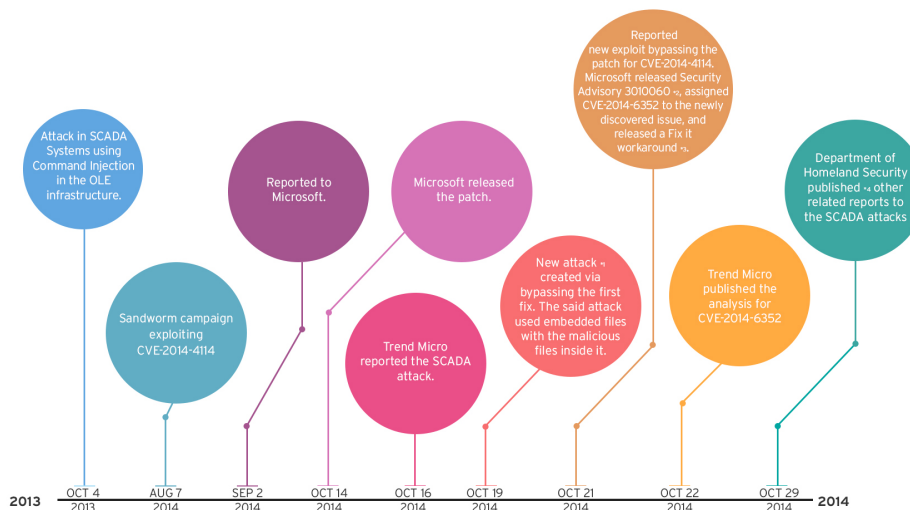 Attack in SCADA
Systems using
Command Injection
in the OLE
infrastructure.
Sandworm campaign
exploiting
CVE-2014-4114
Reported to
Microsoft.
Microsoft released
the patch.
Trend Micro
reported the SCADA
attack.
New attack *1
created via
bypassing the first
fix. The said attack
used embedded files
with the malicious
files inside it.
Reported
new exploit bypassing the
patch for CVE-2014-4114.
Microsoft released Security
Advisory 3010060 *2, assigned
CVE-2014-6352 to the newly
discovered issue, and
released a Fix it
workaround *3.
Trend Micro
published the
analysis for
CVE-2014-6352
Department of
Homeland Security
published *4 other
related reports to
the SCADA attacks
2013
OCT 4
2013
AUG 7
2014
SEP 2
2014
OCT 14
2014
OCT 16
2014
OCT 19
2014
OCT 21
2014
OCT 22
2014
OCT 29
2014
2014